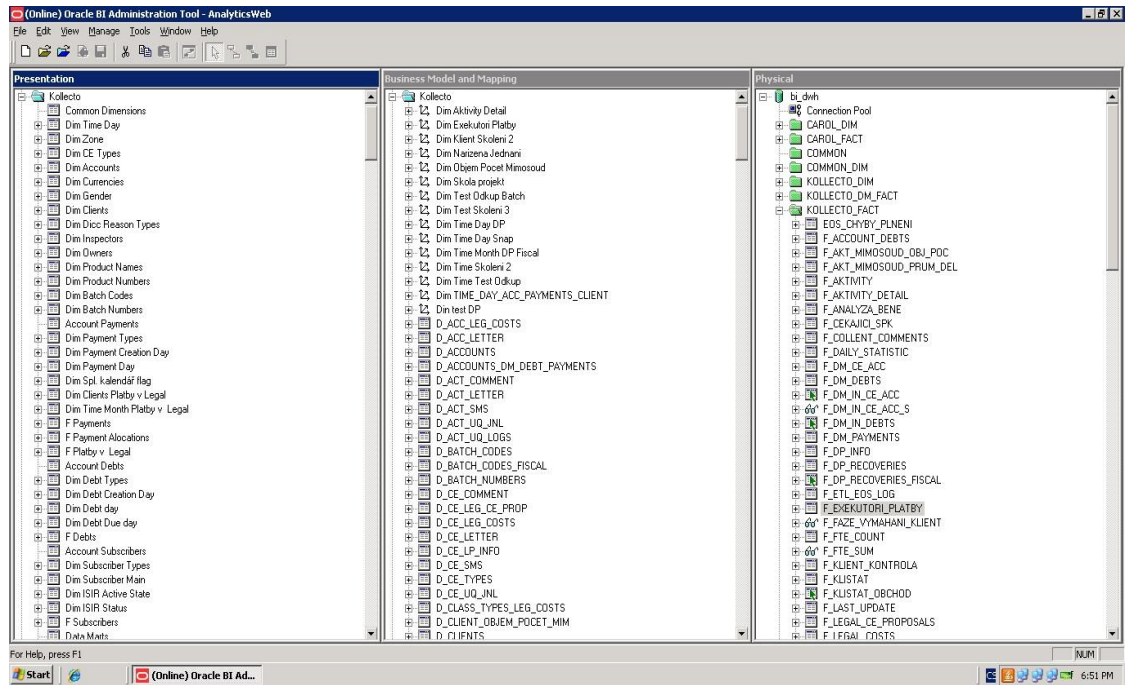 (Online) Oracle BI Administration Tool - AnalyticsWeb
File Edit View Manage Tools Window Help
Presentation
Kollecto
Common Dimensions
Dim Time Day
Dim Zone
Dim CE Types
Dim Accounts
Dim Currencies
Dim Gender
Dim Clients
Dim Dicc Reason Types
Dim Inspectors
Dim Owners
Dim Product Names
Dim Product Numbers
Dim Batch Codes
Dim Batch Numbers
Account Payments
Dim Payment Types
Dim Payment Creation Day
Dim Payment Day
Dim Spl. kalendář flag
Dim Clients Platby v Legal
Dim Time Month Platby v Legal
F Payments
F Payment Alocations
F Platby v Legal
Account Debts
Dim Debt Types
Dim Debt Creation Day
Dim Debt day
Dim Debt Due day
F Debts
Account Subscribers
Dim Subscriber Types
Dim Subscriber Main
Dim ISIR Active State
Dim ISIR Status
F Subscribers
Data Marts
Business Model and Mapping
Kollecto
Dim Aktivity Detail
Dim Exekutori Platby
Dim Klient Skoleni 2
Dim Narizena Jednani
Dim Objem Pocet Mimosoud
Dim Skola projekt
Dim Test Odkup Batch
Dim Test Skoleni 3
Dim Time Day DP
Dim Time Day Snap
Dim Time Month DP Fiscal
Dim Time Skoleni 2
Dim Time Test Odkup
Dim TIME_DAY_ACC_PAYMENTS_CLIENT
Din test DP
D_ACC_LEG_COSTS
D_ACC_LETTER
D_ACCOUNTS
D_ACCOUNTS_DM_DEBT_PAYMENTS
D_ACT_COMMENT
D_ACT_LETTER
D_ACT_SMS
D_ACT_UQ_JNL
D_ACT_UQ_LOGS
D_BATCH_CODES
D_BATCH_CODES_FISCAL
D_BATCH_NUMBERS
D_CE_COMMENT
D_CE_LEG_CE_PROP
D_CE_LEG_COSTS
D_CE_LETTER
D_CE_LP_INFO
D_CE_SMS
D_CE_TYPES
D_CE_UQ_JNL
D_CLASS_TYPES_LEG_COSTS
D_CLIENT_OBJEM_POCET_MIM
D_CLIENTS
Physical
bi_dwh
Connection Pool
CAROL_DIM
CAROL_FACT
COMMON
COMMON_DIM
KOLLECTO_DIM
KOLLECTO_DM_FACT
KOLLECTO_FACT
EOS_CHYBY_PLNENI
F_ACCOUNT_DEBTS
F_AKT_MIMOSOUD_OBJ_POC
F_AKT_MIMOSOUD_PRUM_DEL
F_AKTIVITY
F_AKTIVITY_DETAIL
F_ANALYZA_BENE
F_CEKAJICI_SPK
F_COLLENT_COMMENTS
F_DAILY_STATISTIC
F_DM_CE_ACC
F_DM_DEBTS
F_DM_IN_CE_ACC
F_DM_IN_CE_ACC_S
F_DM_IN_DEBTS
F_DM_PAYMENTS
F_DP_INFO
F_DP_RECOVERIES
F_DP_RECOVERIES_FISCAL
F_ETL_EOS_LOG
F_EXEKUTORI_PLATBY
F_FAZE_VYMAHANI_KLIENT
F_FTE_COUNT
F_FTE_SUM
F_KLIENT_KONTROLA
F_KLISTAT
F_KLISTAT_OBCHOD
F_LAST_UPDATE
F_LEGAL_CE_PROPOSALS
F_LEGAL_COSTS
For Help, press F1
NUM
Start
(Online) Oracle BI Ad...
CS
6:51 PM